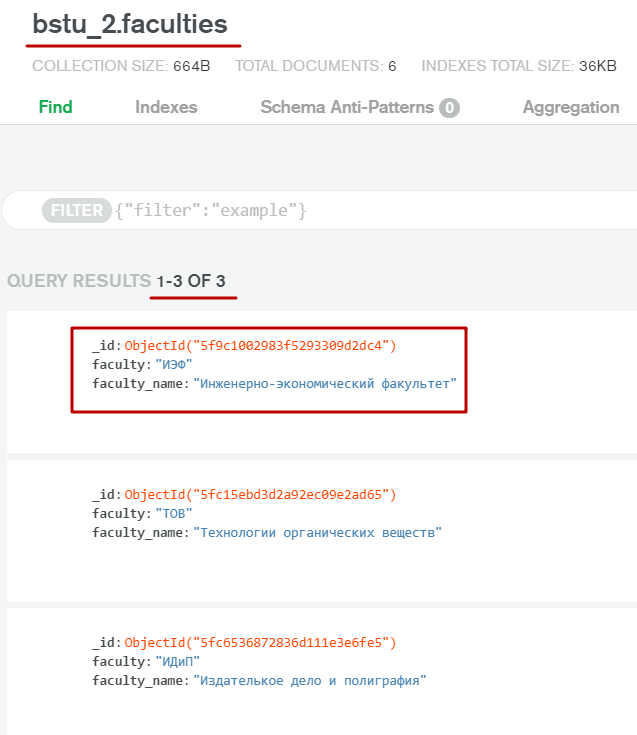 bstu_2.faculties
COLLECTION SIZE: 664B TOTAL DOCUMENTS: 6 INDEXES TOTAL SIZE: 36KB
Find Indexes Schema Anti-Patterns 0 Aggregation
FILTER {"filter":"example"}
QUERY RESULTS 1-3 OF 3
_id: ObjectId("5f9c1002983f5293309d2dc4")
faculty: "ИЭФ"
faculty_name: "Инженерно-экономический факультет"
_id: ObjectId("5fc15ebd3d2a92ec09e2ad65")
faculty: "ТОВ"
faculty_name: "Технологии органических веществ"
_id: ObjectId("5fc6536872836d111e3e6fe5")
faculty: "ИДиП"
faculty_name: "Издателькое дело и полиграфия"